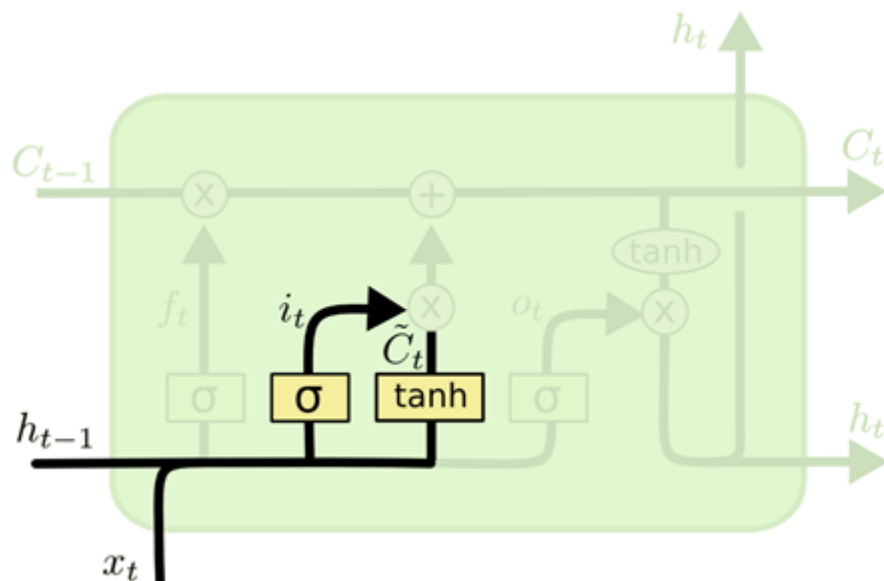 h_t
C_{t-1}
C_t
x
+
tanh
f_t
i_t
x
o_t
x
C̃_t
σ
σ
tanh
σ
h_{t-1}
h_t
x_t